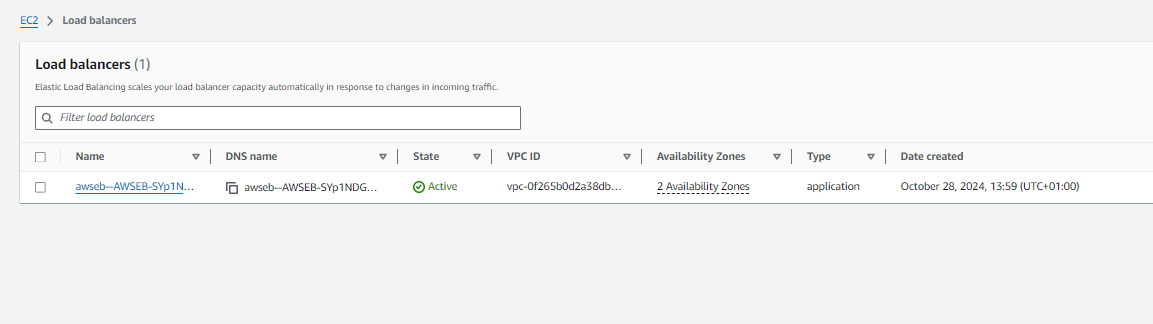 EC2 > Load balancers
Load balancers (1)
Elastic Load Balancing scales your load balancer capacity automatically in response to changes in incoming traffic.
Filter load balancers
Name DNS name State VPC ID Availability Zones Type Date created
awseb--AWSEB-SYp1N... awseb--AWSEB-SYp1NDG... Active vpc-0f265b0d2a38db... 2 Availability Zones application October 28, 2024, 13:59 (UTC+01:00)